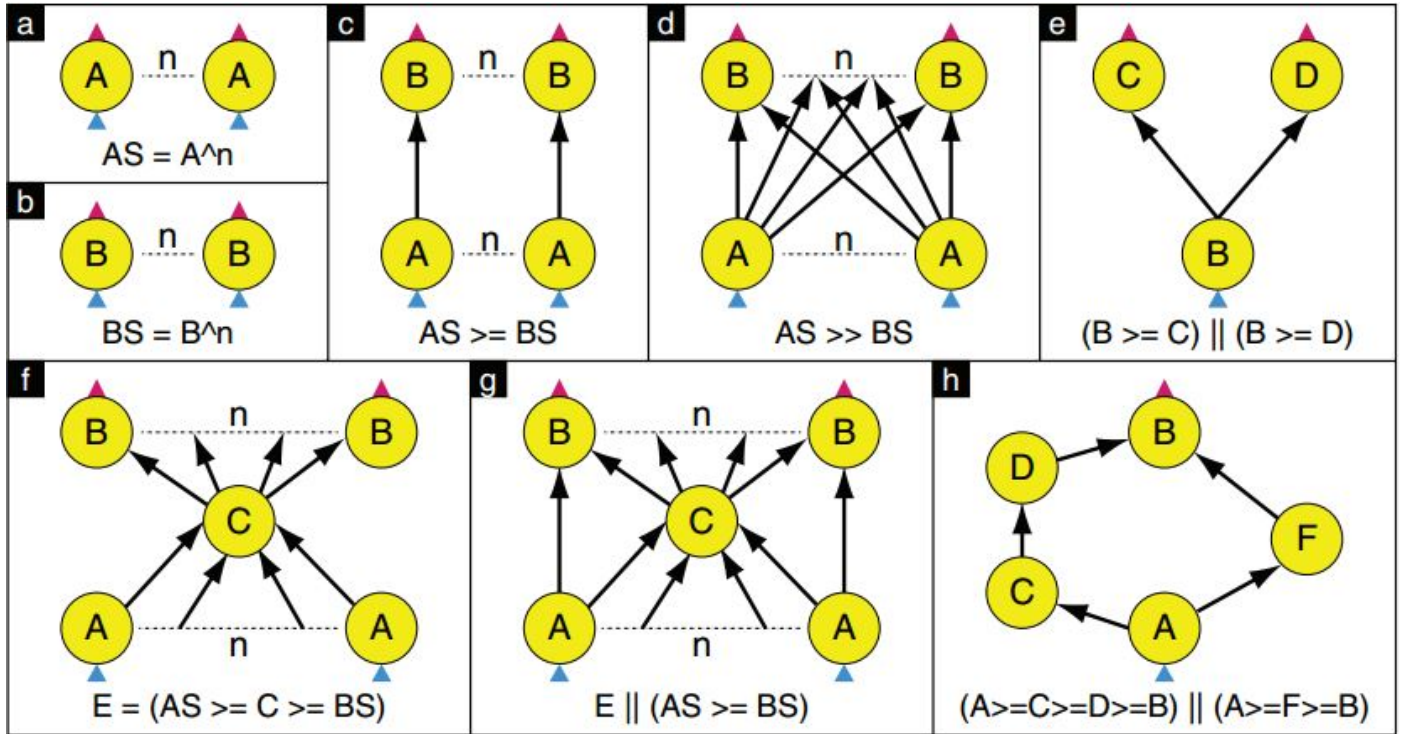 a
A n A
AS = A^n
b
B n B
BS = B^n
c
B n B
A n A
AS >= BS
d
B n B
A n A
AS >> BS
e
C D
B
(B >= C) || (B >= D)
f
B n B
C
A n A
E = (AS >= C >= BS)
g
B n B
C
A n A
E || (AS >= BS)
h
B
D
F
C
A
(A>=C>=D>=B) || (A>=F>=B)